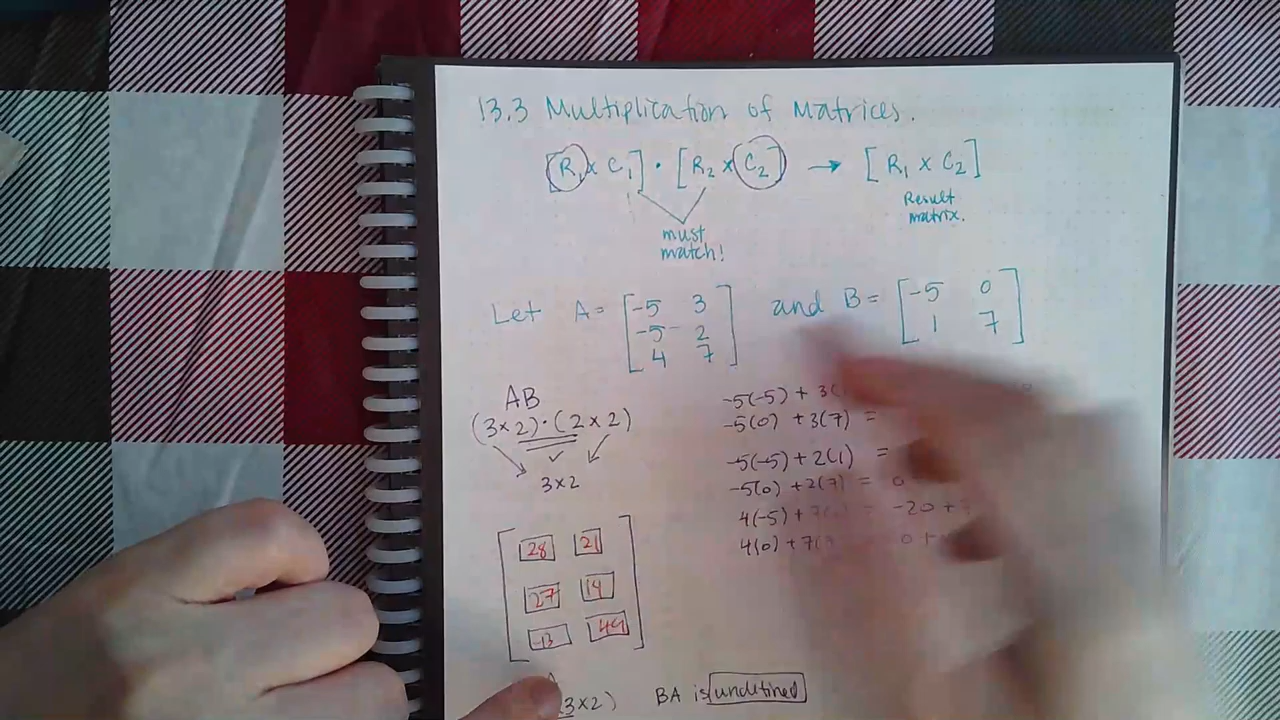 13.3 Multiplication of Matrices.
[R₁ x C₁] · [R₂ x C₂] → [R₁ x C₂]
Result
matrix.
must
match!
Let A = [-5 3
-5 2
4 7]
and B = [-5 0
1 7]
AB
(3x2)·(2x2)
✓
3x2
-5(-5) + 3(
-5(0) + 3(7) =
-5(-5) + 2(1) =
-5(0) + 2(7) = 0
4(-5) + 7( = -20 +
4(0) + 7(7 0 +
[28 21
27 14
-13 49]
(3x2) BA is undefined